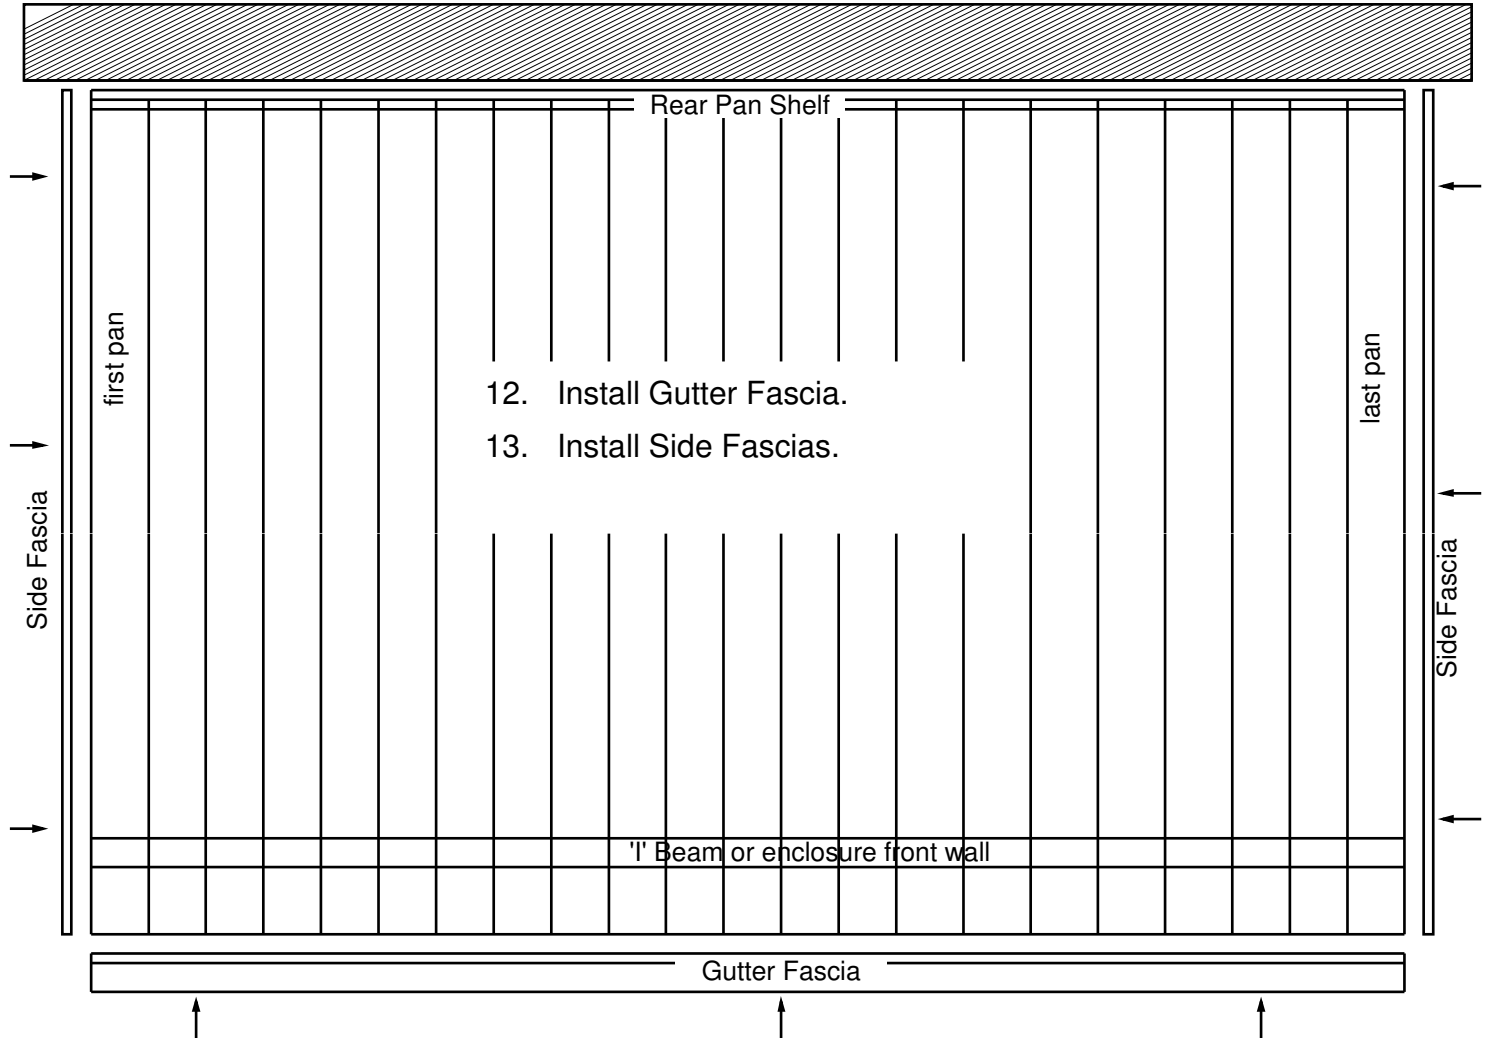 Rear Pan Shelf
first pan
last pan
12. Install Gutter Fascia.
13. Install Side Fascias.
Side Fascia
Side Fascia
'I' Beam or enclosure front wall
Gutter Fascia